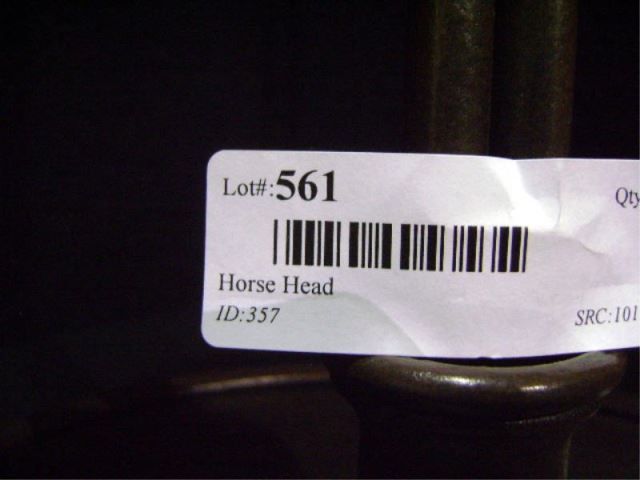 Lot#:561 Qty
Horse Head
ID:357 SRC:101